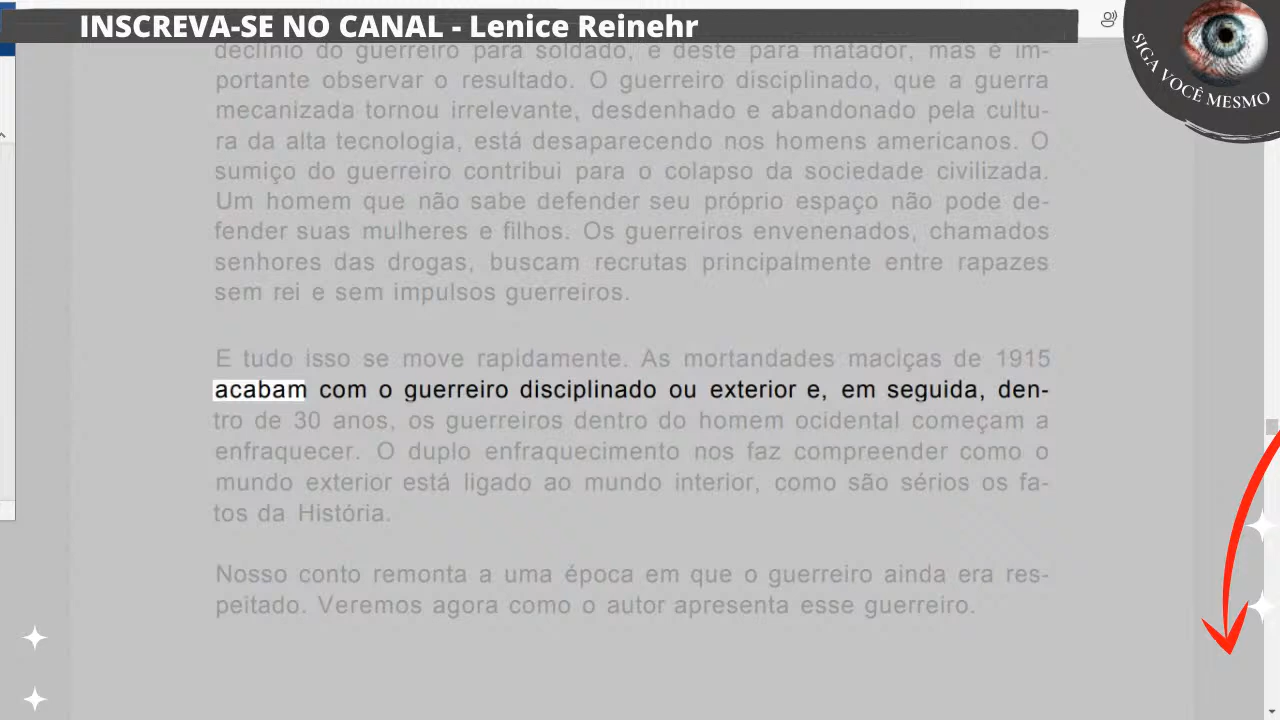 INSCREVA-SE NO CANAL - Lenice Reinehr
SIGA VOCÊ MESMO
declínio do guerreiro para soldado, e deste para matador, mas é im-
portante observar o resultado. O guerreiro disciplinado, que a guerra
mecanizada tornou irrelevante, desdenhado e abandonado pela cultu-
ra da alta tecnologia, está desaparecendo nos homens americanos. O
sumiço do guerreiro contribui para o colapso da sociedade civilizada.
Um homem que não sabe defender seu próprio espaço não pode de-
fender suas mulheres e filhos. Os guerreiros envenenados, chamados
senhores das drogas, buscam recrutas principalmente entre rapazes
sem rei e sem impulsos guerreiros.
E tudo isso se move rapidamente. As mortandades maciças de 1915
acabam com o guerreiro disciplinado ou exterior e, em seguida, den-
tro de 30 anos, os guerreiros dentro do homem ocidental começam a
enfraquecer. O duplo enfraquecimento nos faz compreender como o
mundo exterior está ligado ao mundo interior, como são sérios os fa-
tos da História.
Nosso conto remonta a uma época em que o guerreiro ainda era res-
peitado. Veremos agora como o autor apresenta esse guerreiro.